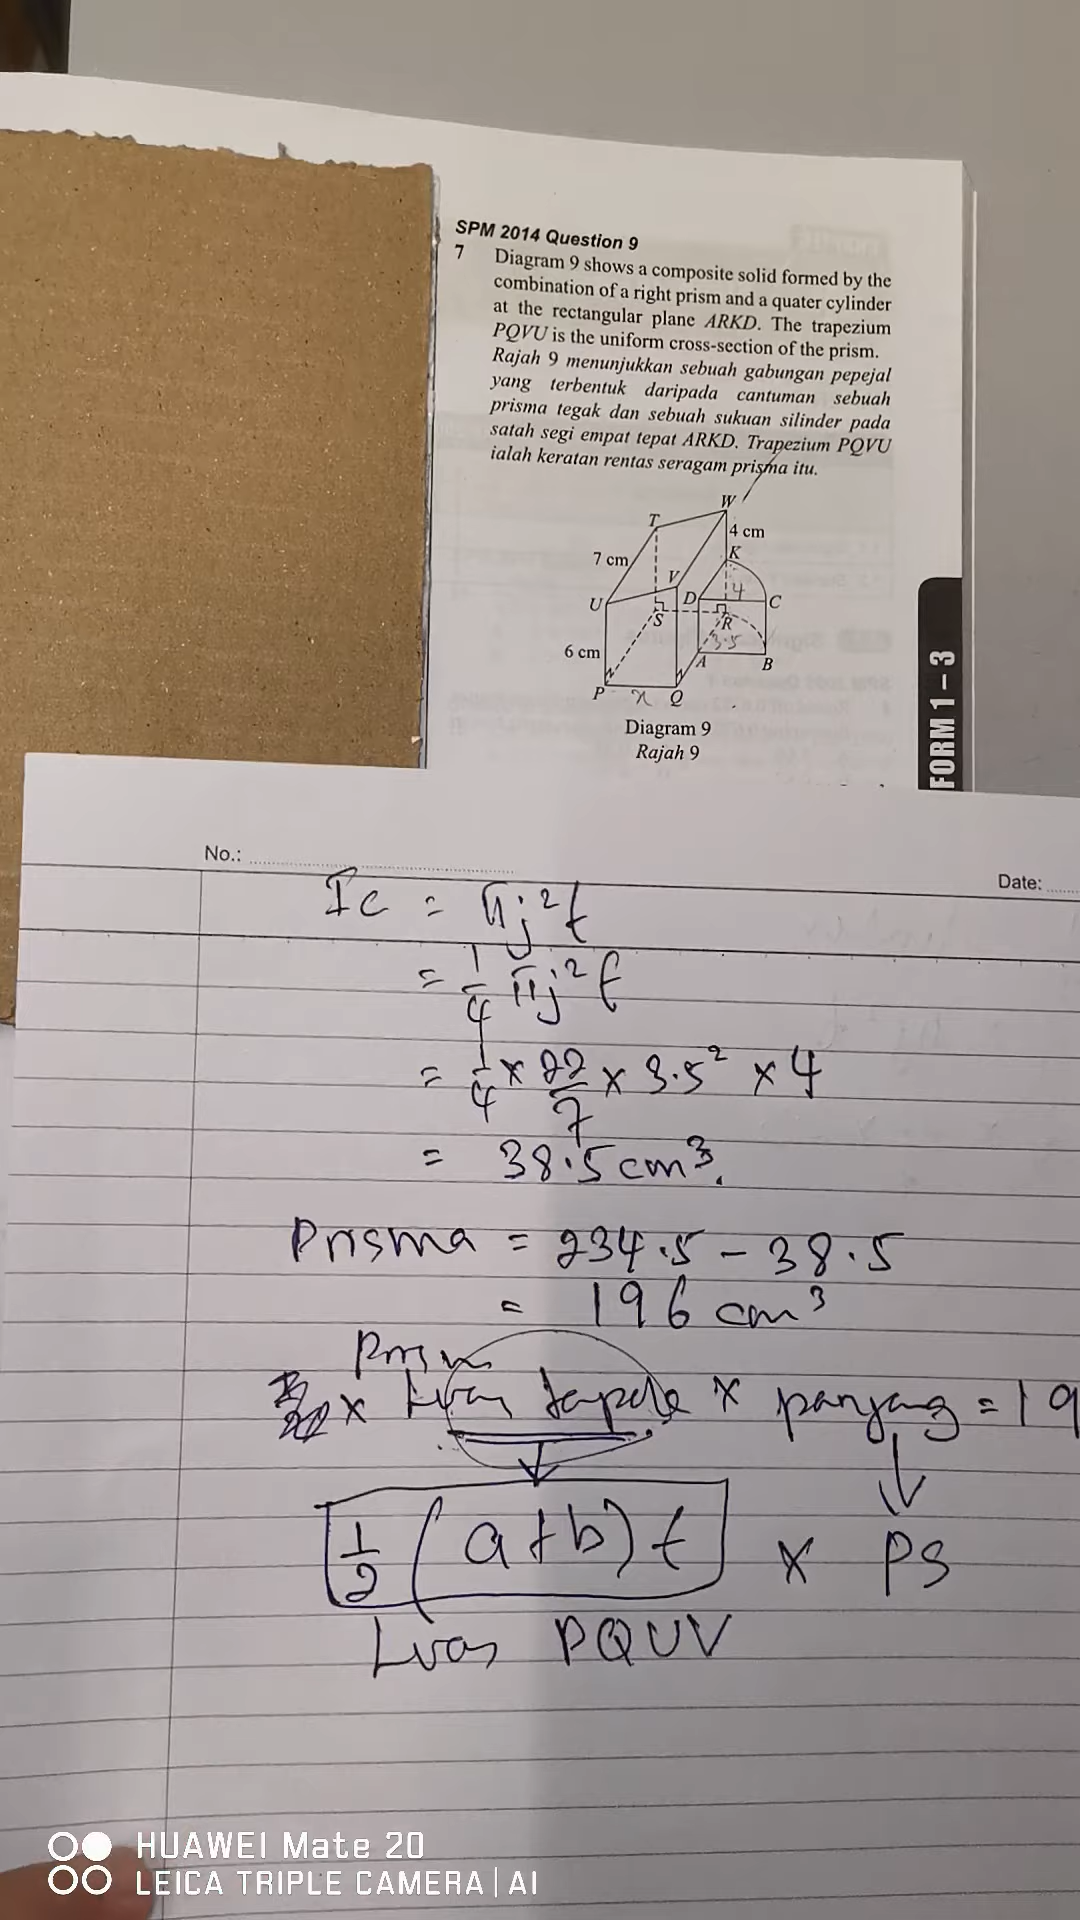 SPM 2014 Question 9
7 Diagram 9 shows a composite solid formed by the
combination of a right prism and a quater cylinder
at the rectangular plane ARKD. The trapezium
PQVU is the uniform cross-section of the prism.
Rajah 9 menunjukkan sebuah gabungan pepejal
yang terbentuk daripada cantuman sebuah
prisma tegak dan sebuah sukuan silinder pada
satah segi empat tepat ARKD. Trapezium PQVU
ialah keratan rentas seragam prisma itu.
W
T
4 cm
7 cm
K
V
U
D
4
C
S
R
3.5
6 cm
A
B
P
x
Q
Diagram 9
Rajah 9
FORM 1 – 3
No.:
Date:
Ic = πj²t
= 1/4 πj²t
= 1/4 × 22/7 × 3.5² × 4
= 38.5 cm³.
Prisma = 234.5 – 38.5
= 196 cm³
× Luas × panjang = 19
1/2 (a+b) t × PS
Luas PQUV
HUAWEI Mate 20
LEICA TRIPLE CAMERA | AI